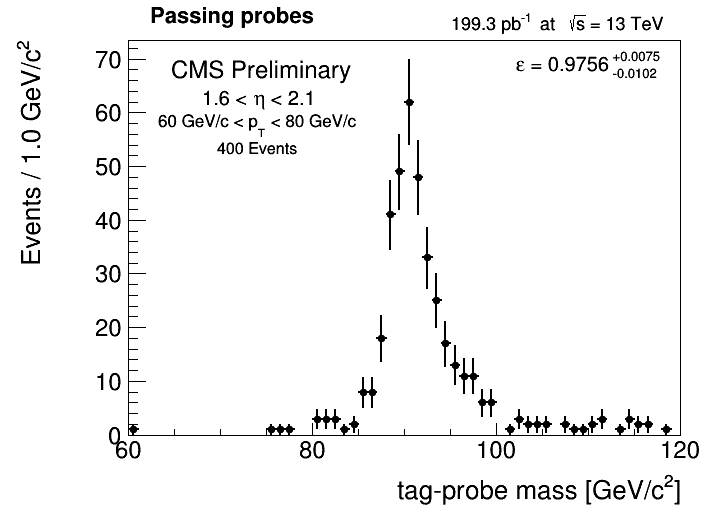 Passing probes
199.3 pb⁻¹ at √s = 13 TeV
CMS Preliminary
ε = 0.9756 +0.0075 -0.0102
1.6 < η < 2.1
60 GeV/c < p_T < 80 GeV/c
400 Events
Events / 1.0 GeV/c²
70
60
50
40
30
20
10
0
60 80 100 120
tag-probe mass [GeV/c²]